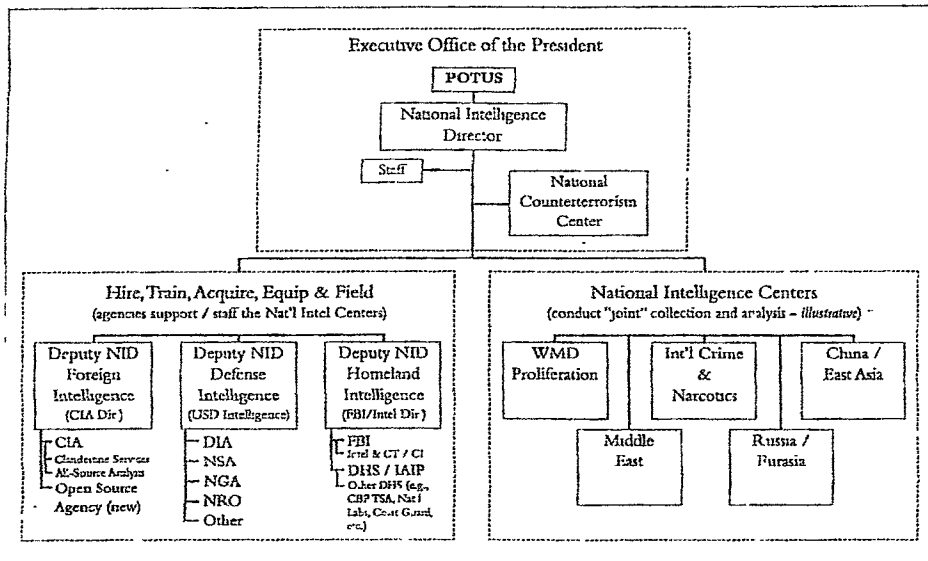 Executive Office of the President
POTUS
National Intelligence
Director
Staff
National
Counterterrorism
Center
Hire, Train, Acquire, Equip & Field
(agencies support / staff the Nat'l Intel Centers)
Deputy NID
Foreign
Intelligence
(CIA Dir)
CIA
Clandestine Services
All-Source Analysis
Open Source
Agency (new)
Deputy NID
Defense
Intelligence
(USD Intelligence)
DIA
NSA
NGA
NRO
Other
Deputy NID
Homeland
Intelligence
(FBI/Intel Dir)
FBI
Intel & CT / CI
DHS / IAIP
Other DHS (e.g.,
CBP, TSA, Nat'l
Labs, Coast Guard,
etc.)
National Intelligence Centers
(conduct "joint" collection and analysis – illustrative)
WMD
Proliferation
Int'l Crime
&
Narcotics
China /
East Asia
Middle
East
Russia /
Eurasia